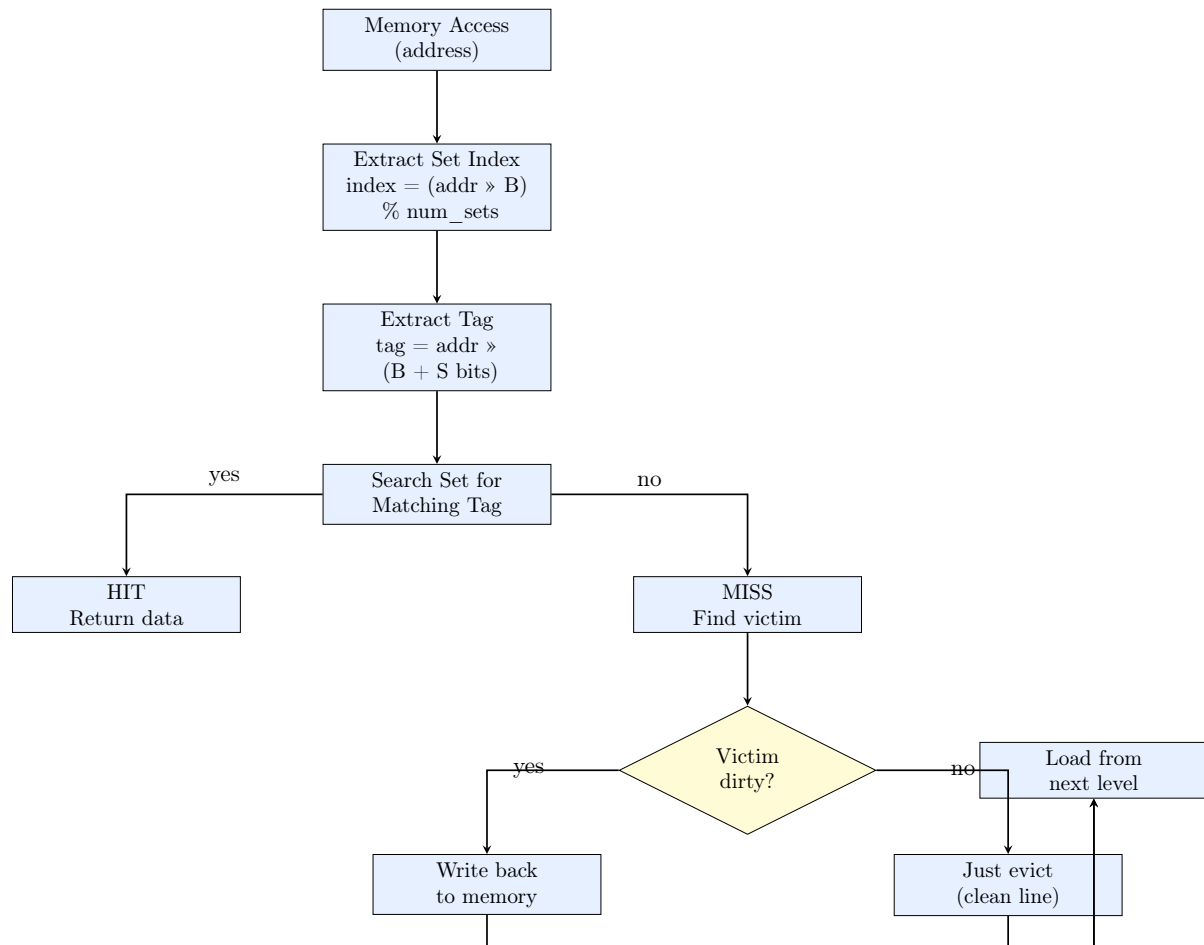 Memory Access
(address)
Extract Set Index
index = (addr » B)
% num_sets
Extract Tag
tag = addr »
(B + S bits)
Search Set for
Matching Tag
yes
no
HIT
Return data
MISS
Find victim
Victim
dirty?
yes
no
Load from
next level
Write back
to memory
Just evict
(clean line)